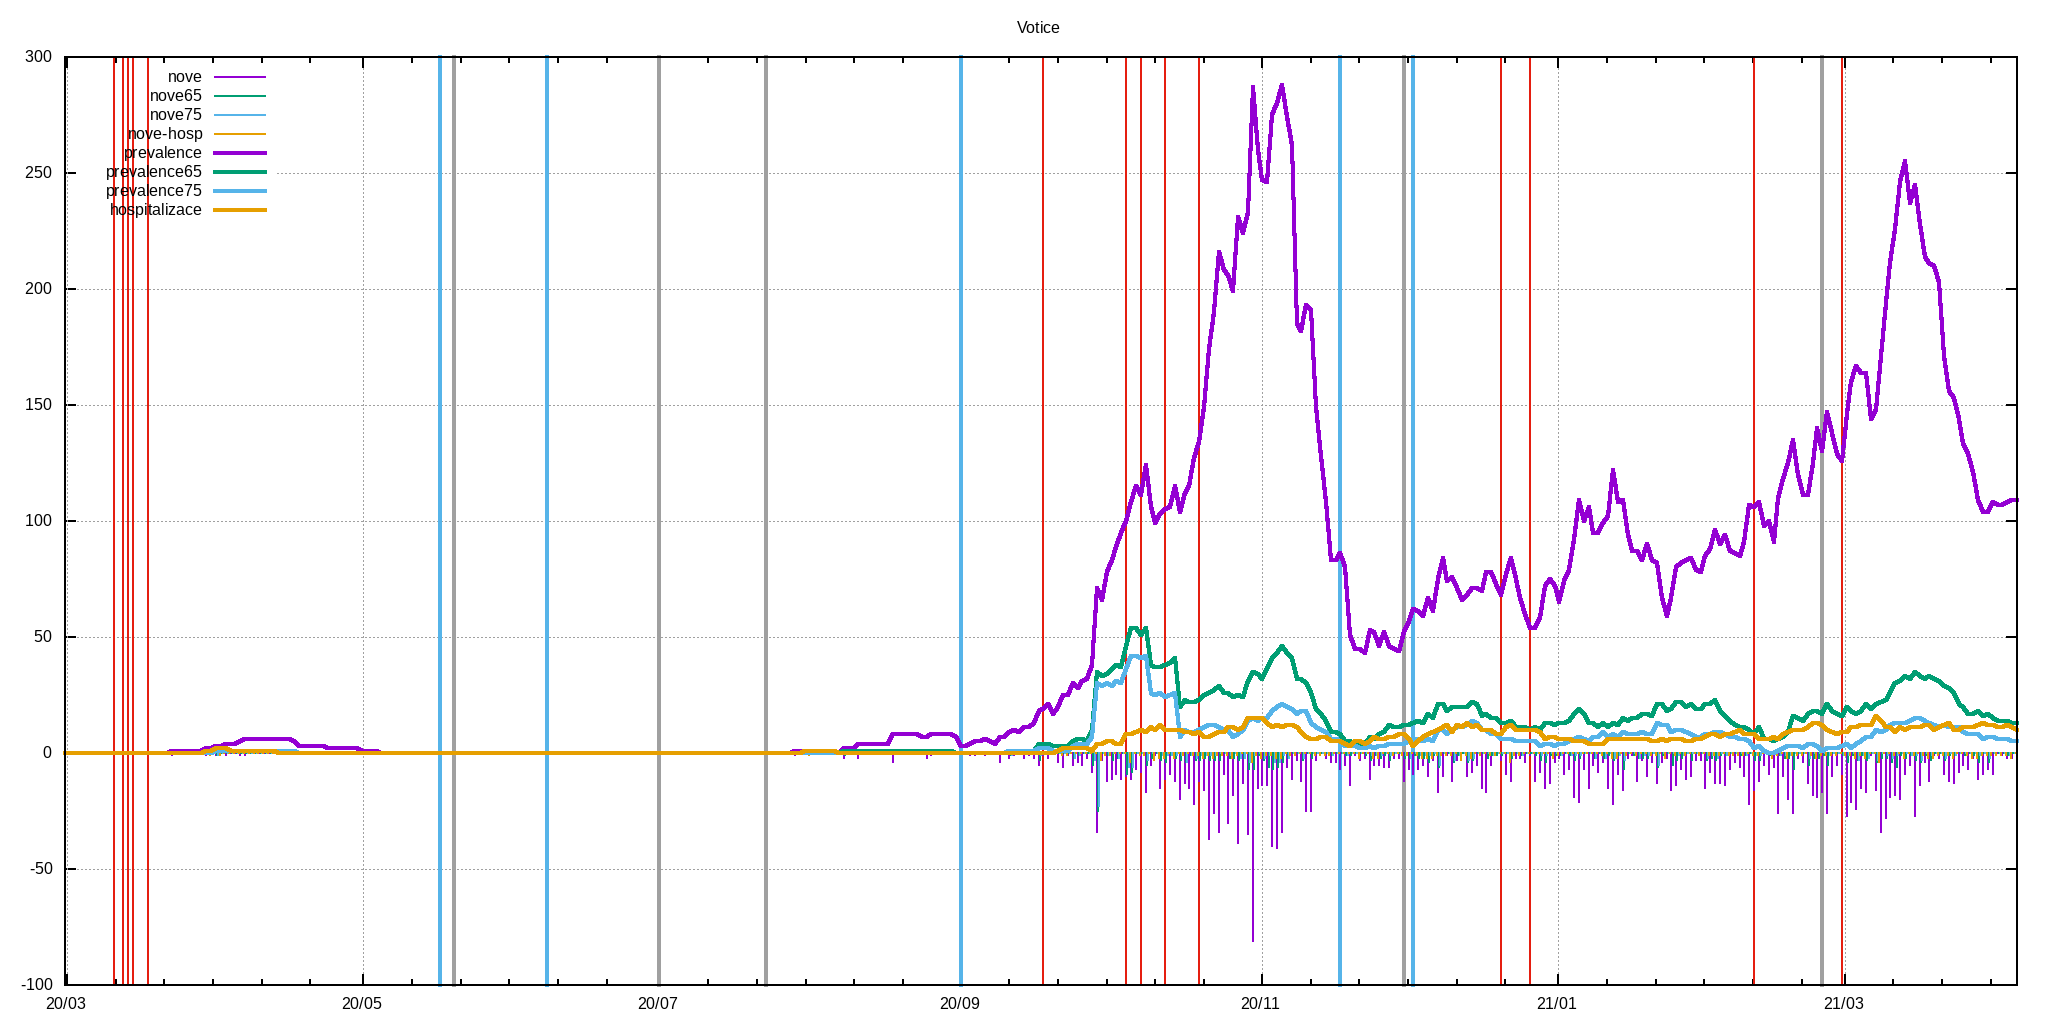 Votice
300
nove
nove65
nove75
nove-hosp
prevalence
prevalence65
prevalence75
hospitalizace
250
200
150
100
50
0
-50
-100
20/03 20/05 20/07 20/09 20/11 21/01 21/03